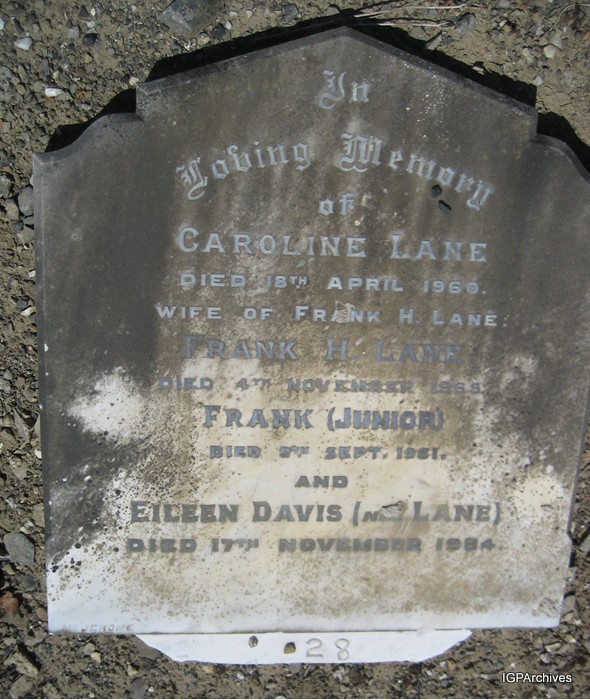 In
Loving Memory
of
CAROLINE LANE
DIED 18TH APRIL 1960.
WIFE OF FRANK H. LANE.
FRANK H. LANE
DIED 4TH NOVEMBER 1965
FRANK (JUNIOR)
DIED 9TH SEPT. 1961.
AND
EILEEN DAVIS (NEE LANE)
DIED 17TH NOVEMBER 1984.
28
IGPArchives